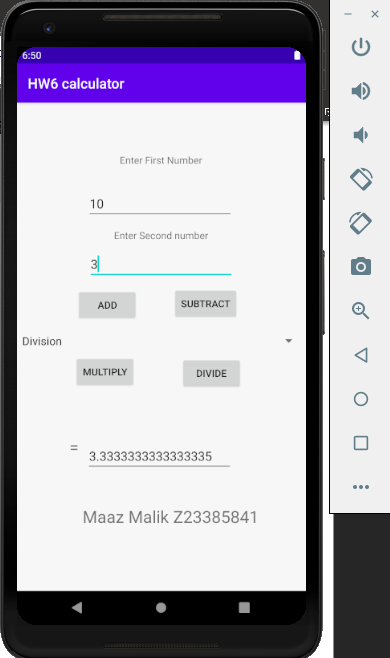 6:50
HW6 calculator
Enter First Number
10
Enter Second number
3
ADD SUBTRACT
Division
MULTIPLY DIVIDE
= 3.3333333333333335
Maaz Malik Z23385841